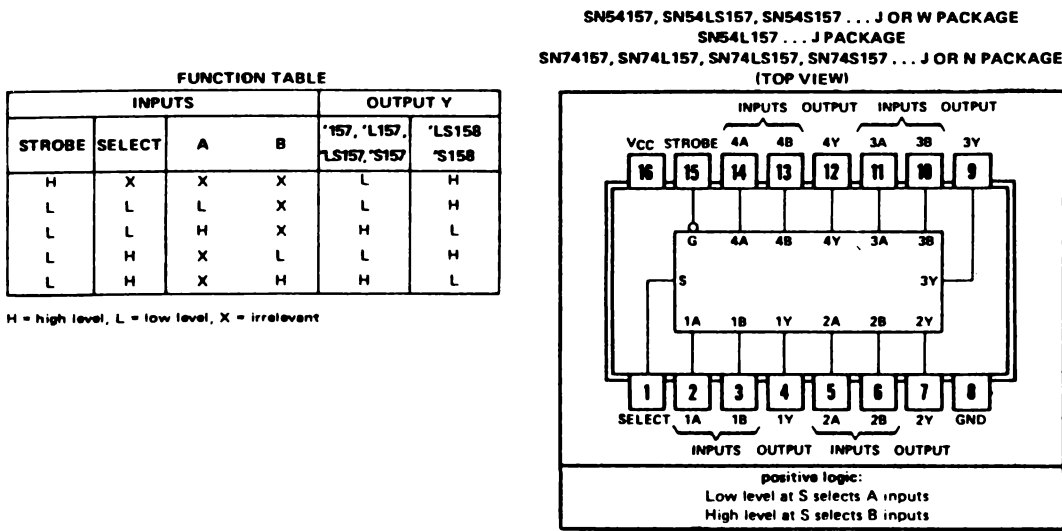 SN54157, SN54LS157, SN54S157 . . . J OR W PACKAGE
SN54L157 . . . J PACKAGE
SN74157, SN74L157, SN74LS157, SN74S157 . . . J OR N PACKAGE
(TOP VIEW)
FUNCTION TABLE
INPUTS OUTPUT Y
STROBE SELECT A B '157, 'L157, 'LS157, 'S157 'LS158 'S158
H X X X L H
L L L X L H
L L H X H L
L H X L L H
L H X H H L
H = high level, L = low level, X = irrelevant
INPUTS OUTPUT INPUTS OUTPUT
VCC STROBE 4A 4B 4Y 3A 3B 3Y
16 15 14 13 12 11 10 9
G 4A 4B 4Y 3A 3B
S 3Y
1A 1B 1Y 2A 2B 2Y
1 2 3 4 5 6 7 8
SELECT 1A 1B 1Y 2A 2B 2Y GND
INPUTS OUTPUT INPUTS OUTPUT
positive logic:
Low level at S selects A inputs
High level at S selects B inputs